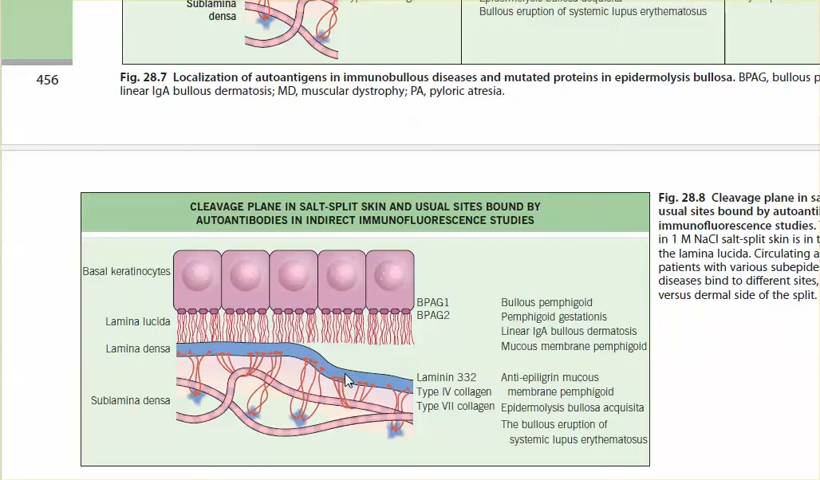 Sublamina
densa
Bullous eruption of systemic lupus erythematosus
456
Fig. 28.7 Localization of autoantigens in immunobullous diseases and mutated proteins in epidermolysis bullosa. BPAG, bullous p
linear IgA bullous dermatosis; MD, muscular dystrophy; PA, pyloric atresia.
CLEAVAGE PLANE IN SALT-SPLIT SKIN AND USUAL SITES BOUND BY
AUTOANTIBODIES IN INDIRECT IMMUNOFLUORESCENCE STUDIES
Basal keratinocytes
Lamina lucida
Lamina densa
Sublamina densa
BPAG1
BPAG2
Bullous pemphigoid
Pemphigoid gestationis
Linear IgA bullous dermatosis
Mucous membrane pemphigoid
Laminin 332
Type IV collagen
Type VII collagen
Anti-epiligrin mucous
membrane pemphigoid
Epidermolysis bullosa acquisita
The bullous eruption of
systemic lupus erythematosus
Fig. 28.8 Cleavage plane in sa
usual sites bound by autoanti
immunofluorescence studies.
in 1 M NaCl salt-split skin is in t
the lamina lucida. Circulating a
patients with various subepide
diseases bind to different sites,
versus dermal side of the split.